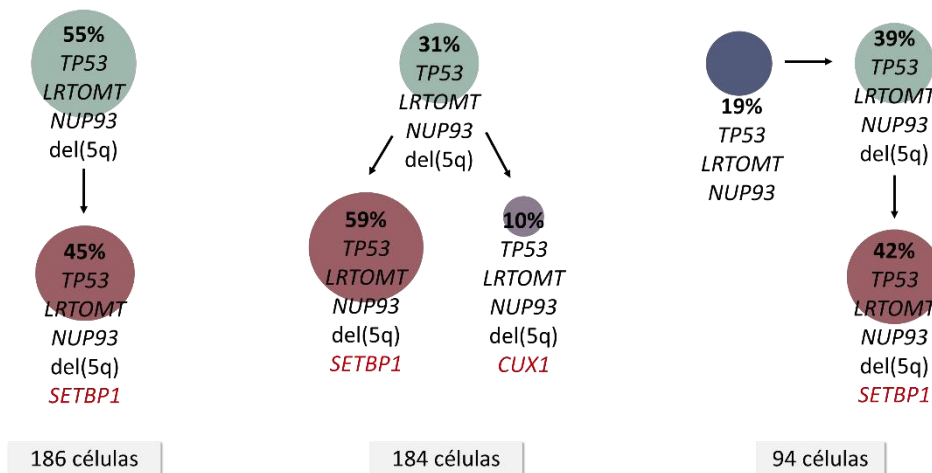 55%
TP53
LRTOMT
NUP93
del(5q)
45%
TP53
LRTOMT
NUP93
del(5q)
SETBP1
186 células
31%
TP53
LRTOMT
NUP93
del(5q)
59%
TP53
LRTOMT
NUP93
del(5q)
SETBP1
10%
TP53
LRTOMT
NUP93
del(5q)
CUX1
184 células
19%
TP53
LRTOMT
NUP93
39%
TP53
LRTOMT
NUP93
del(5q)
42%
TP53
LRTOMT
NUP93
del(5q)
SETBP1
94 células